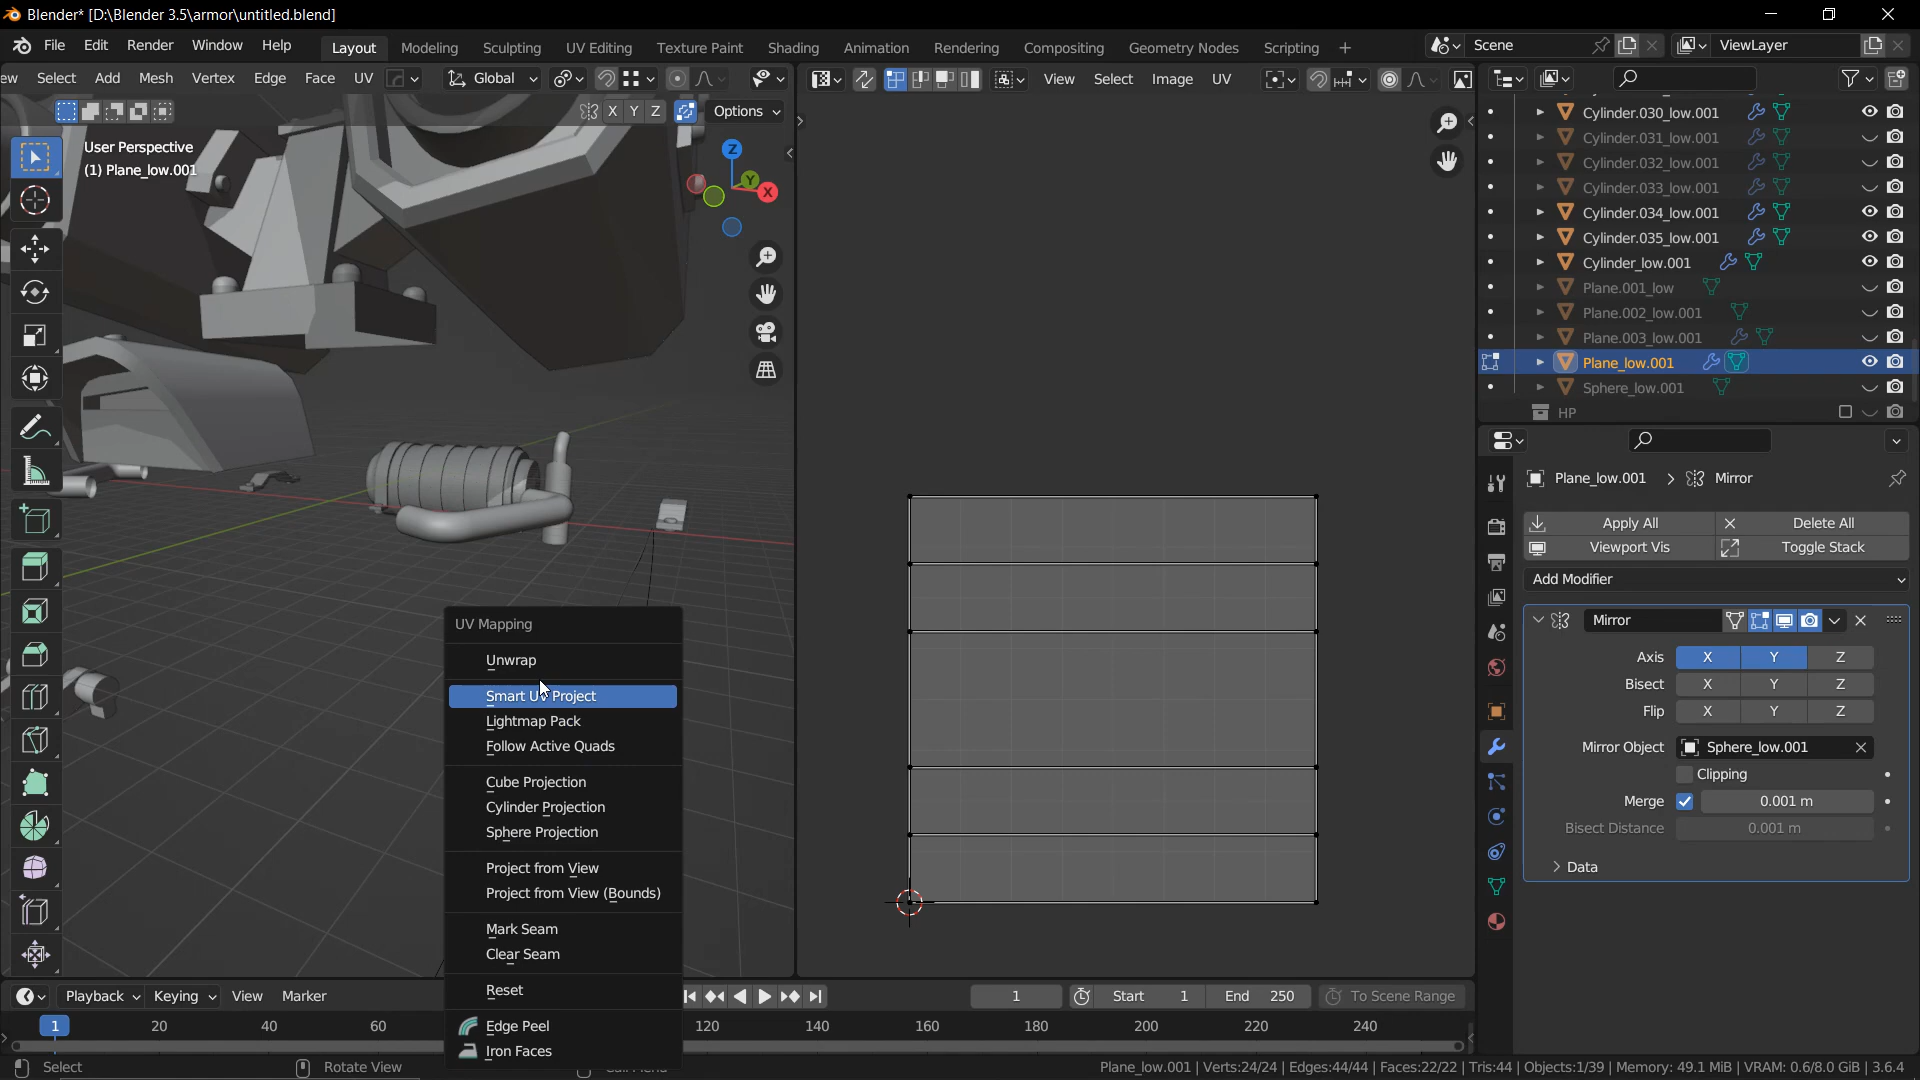 Blender* [D:\Blender 3.5\armor\untitled.blend]
File Edit Render Window Help Layout Modeling Sculpting UV Editing Texture Paint Shading Animation Rendering Compositing Geometry Nodes Scripting + Scene ViewLayer
ew Select Add Mesh Vertex Edge Face UV Global View Select Image UV
X Y Z Options
User Perspective
(1) Plane_low.001
Z
Y
X
Cylinder.030_low.001
Cylinder.031_low.001
Cylinder.032_low.001
Cylinder.033_low.001
Cylinder.034_low.001
Cylinder.035_low.001
Cylinder_low.001
Plane.001_low
Plane.002_low.001
Plane.003_low.001
Plane_low.001
Sphere_low.001
HP
Plane_low.001 Mirror
Apply All Delete All
Viewport Vis Toggle Stack
Add Modifier
Mirror
Axis X Y Z
Bisect X Y Z
Flip X Y Z
Mirror Object Sphere_low.001
Clipping
Merge 0.001 m
Bisect Distance 0.001 m
Data
UV Mapping
Unwrap
Smart UV Project
Lightmap Pack
Follow Active Quads
Cube Projection
Cylinder Projection
Sphere Projection
Project from View
Project from View (Bounds)
Mark Seam
Clear Seam
Reset
Edge Peel
Iron Faces
Playback Keying View Marker 1 Start 1 End 250 To Scene Range
1 20 40 60 120 140 160 180 200 220 240
Select Rotate View Plane_low.001 | Verts:24/24 | Edges:44/44 | Faces:22/22 | Tris:44 | Objects:1/39 | Memory: 49.1 MiB | VRAM: 0.6/8.0 GiB | 3.6.4